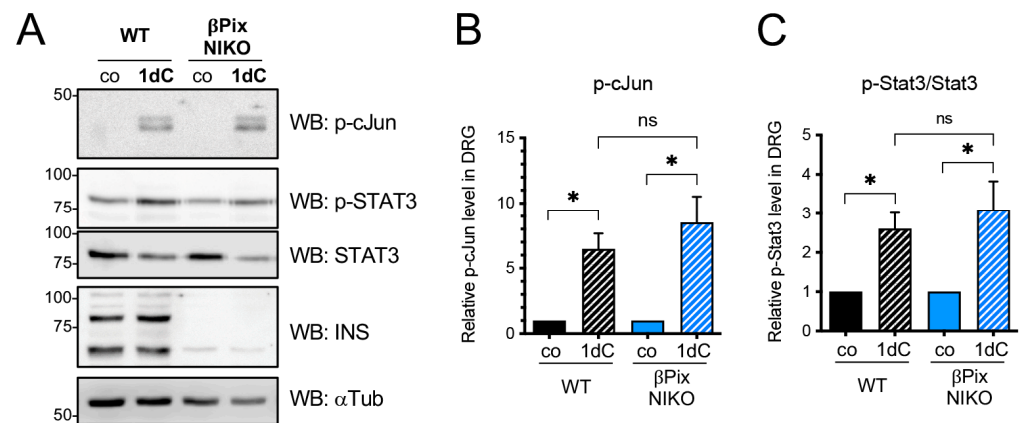 A
WT
βPix
NIKO
co 1dC co 1dC
50-
WB: p-cJun
100-
75-
WB: p-STAT3
100-
75-
WB: STAT3
100-
75-
WB: INS
50-
WB: αTub
B
p-cJun
Relative p-cJun level in DRG
15
10
5
0
ns
*
*
co 1dC co 1dC
WT
βPix
NIKO
C
p-Stat3/Stat3
Relative p-Stat3 level in DRG
5
4
3
2
1
0
ns
*
*
co 1dC co 1dC
WT
βPix
NIKO